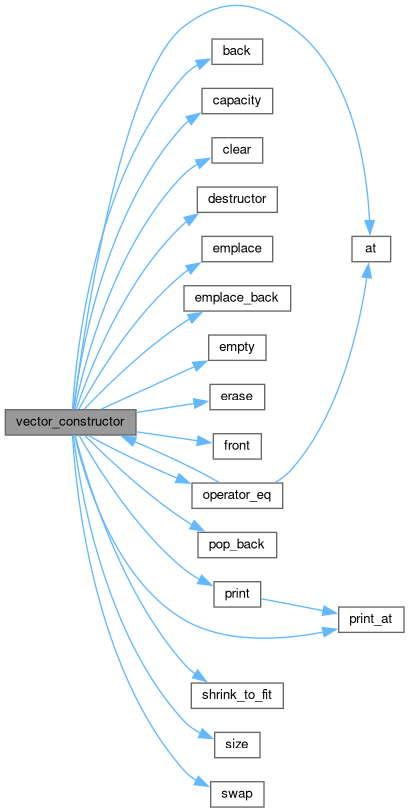 back
capacity
clear
destructor
emplace
at
emplace_back
empty
erase
vector_constructor
front
operator_eq
pop_back
print
print_at
shrink_to_fit
size
swap